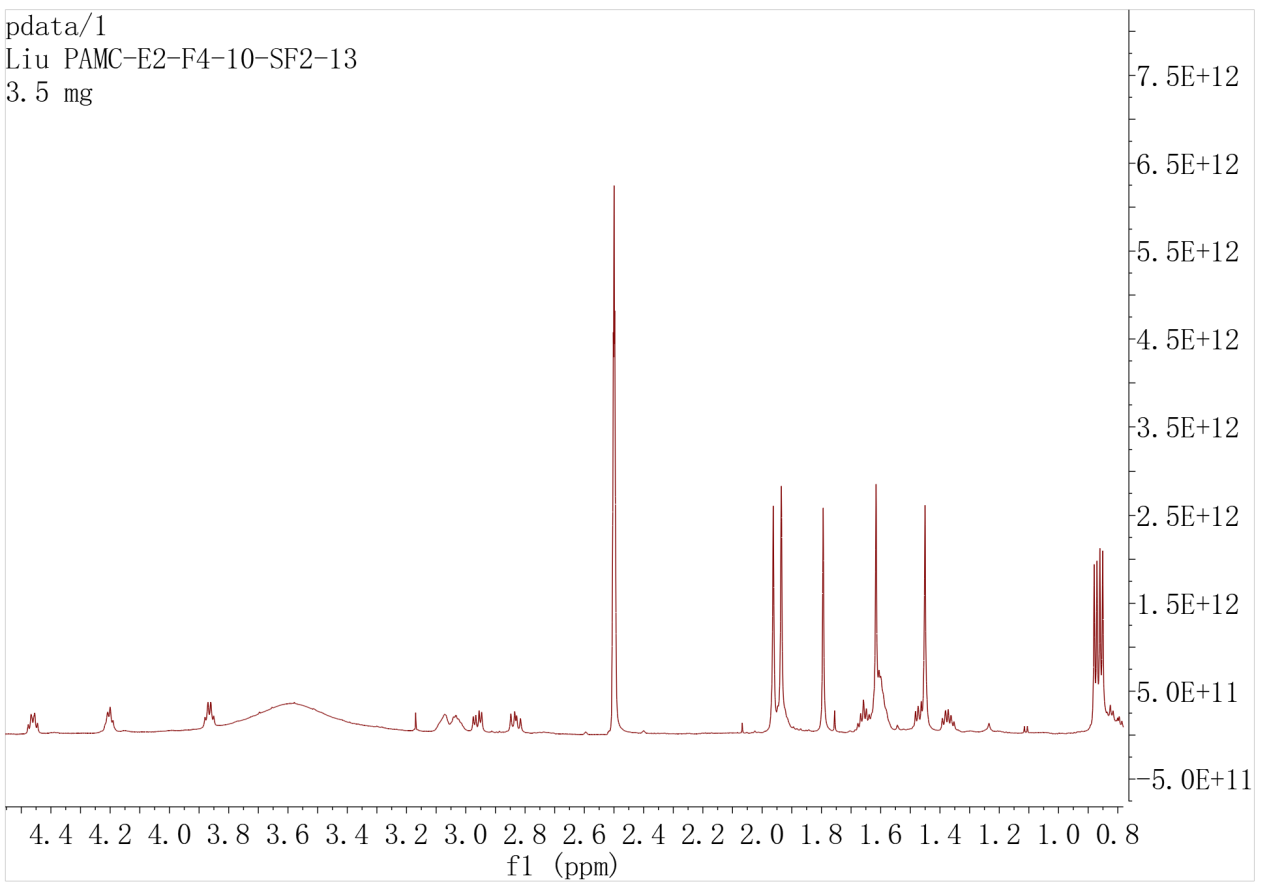 pdata/1
Liu PAMC-E2-F4-10-SF2-13
3.5 mg
7.5E+12
6.5E+12
5.5E+12
4.5E+12
3.5E+12
2.5E+12
1.5E+12
5.0E+11
-5.0E+11
4.4 4.2 4.0 3.8 3.6 3.4 3.2 3.0 2.8 2.6 2.4 2.2 2.0 1.8 1.6 1.4 1.2 1.0 0.8
f1 (ppm)